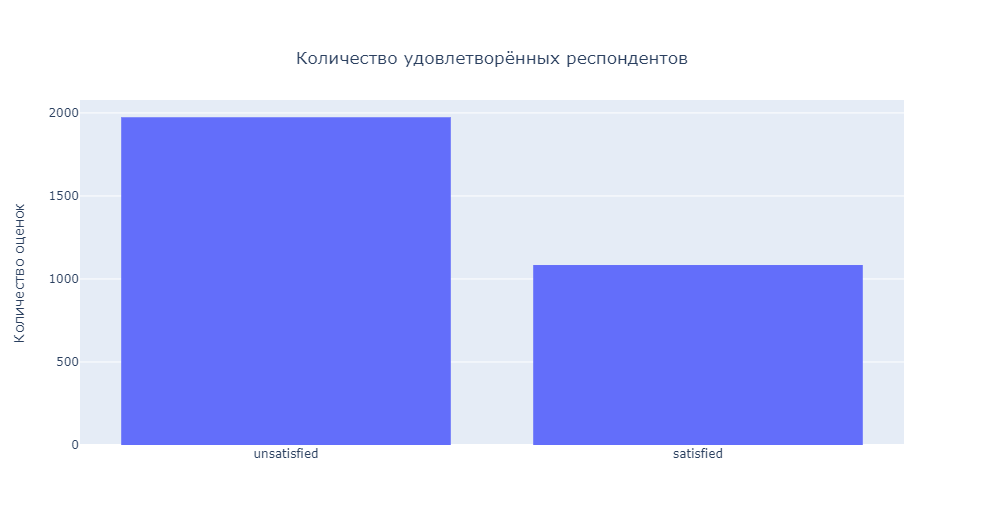 Количество удовлетворённых респондентов
Количество оценок
2000
1500
1000
500
0
unsatisfied
satisfied